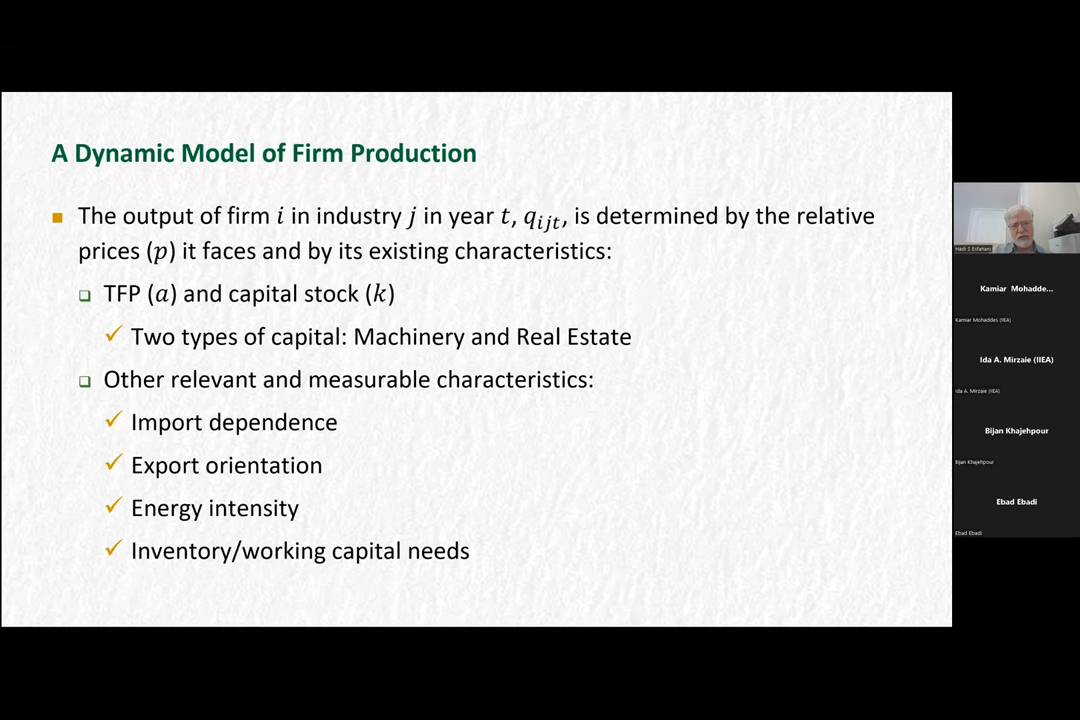 A Dynamic Model of Firm Production
The output of firm i in industry j in year t, q_ijt, is determined by the relative
prices (p) it faces and by its existing characteristics:
TFP (a) and capital stock (k)
✓ Two types of capital: Machinery and Real Estate
Other relevant and measurable characteristics:
✓ Import dependence
✓ Export orientation
✓ Energy intensity
✓ Inventory/working capital needs
Hadi S Esfahani
Kamiar Mohadde...
Kamiar Mohaddes (IIEA)
Ida A. Mirzaie (IIEA)
Ida A. Mirzaie (IIEA)
Bijan Khajehpour
Bijan Khajehpour
Ebad Ebadi
Ebad Ebadi